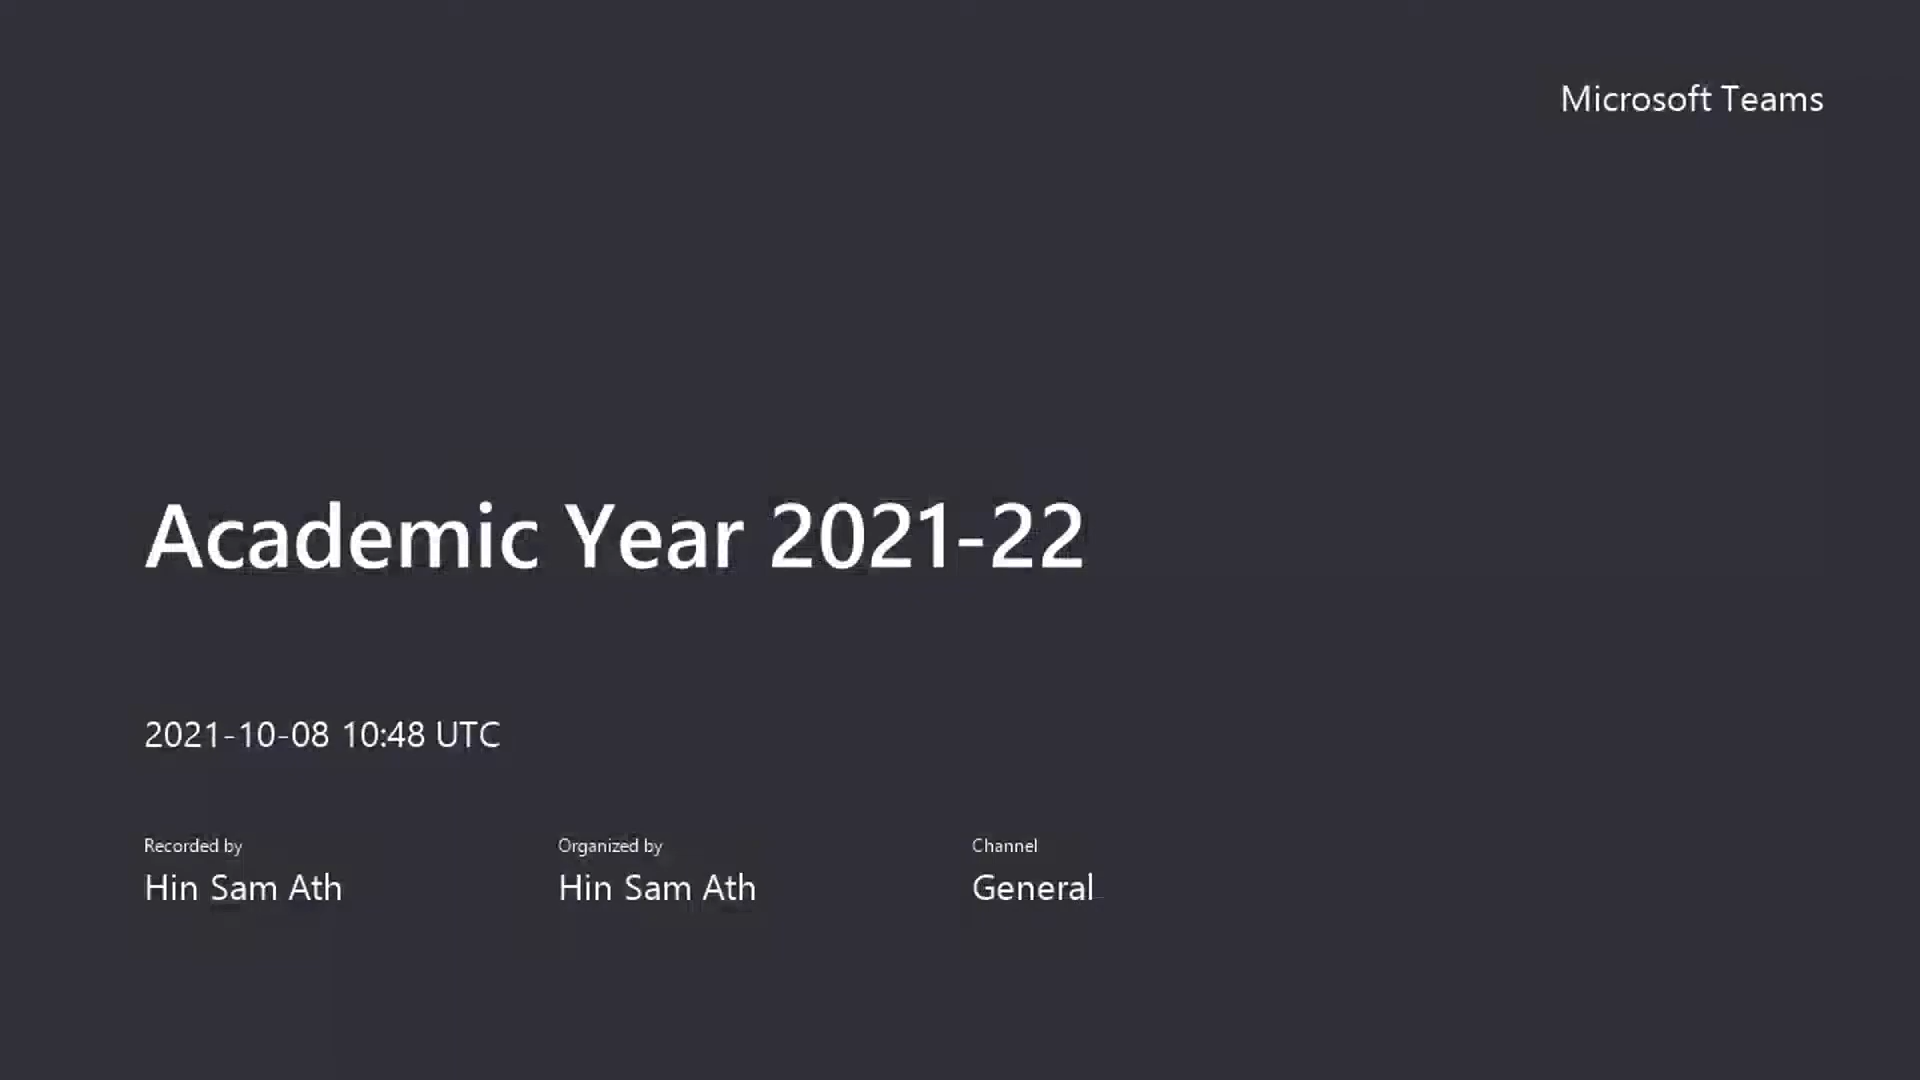 Microsoft Teams
Academic Year 2021-22
2021-10-08 10:48 UTC
Recorded by
Hin Sam Ath
Organized by
Hin Sam Ath
Channel
General